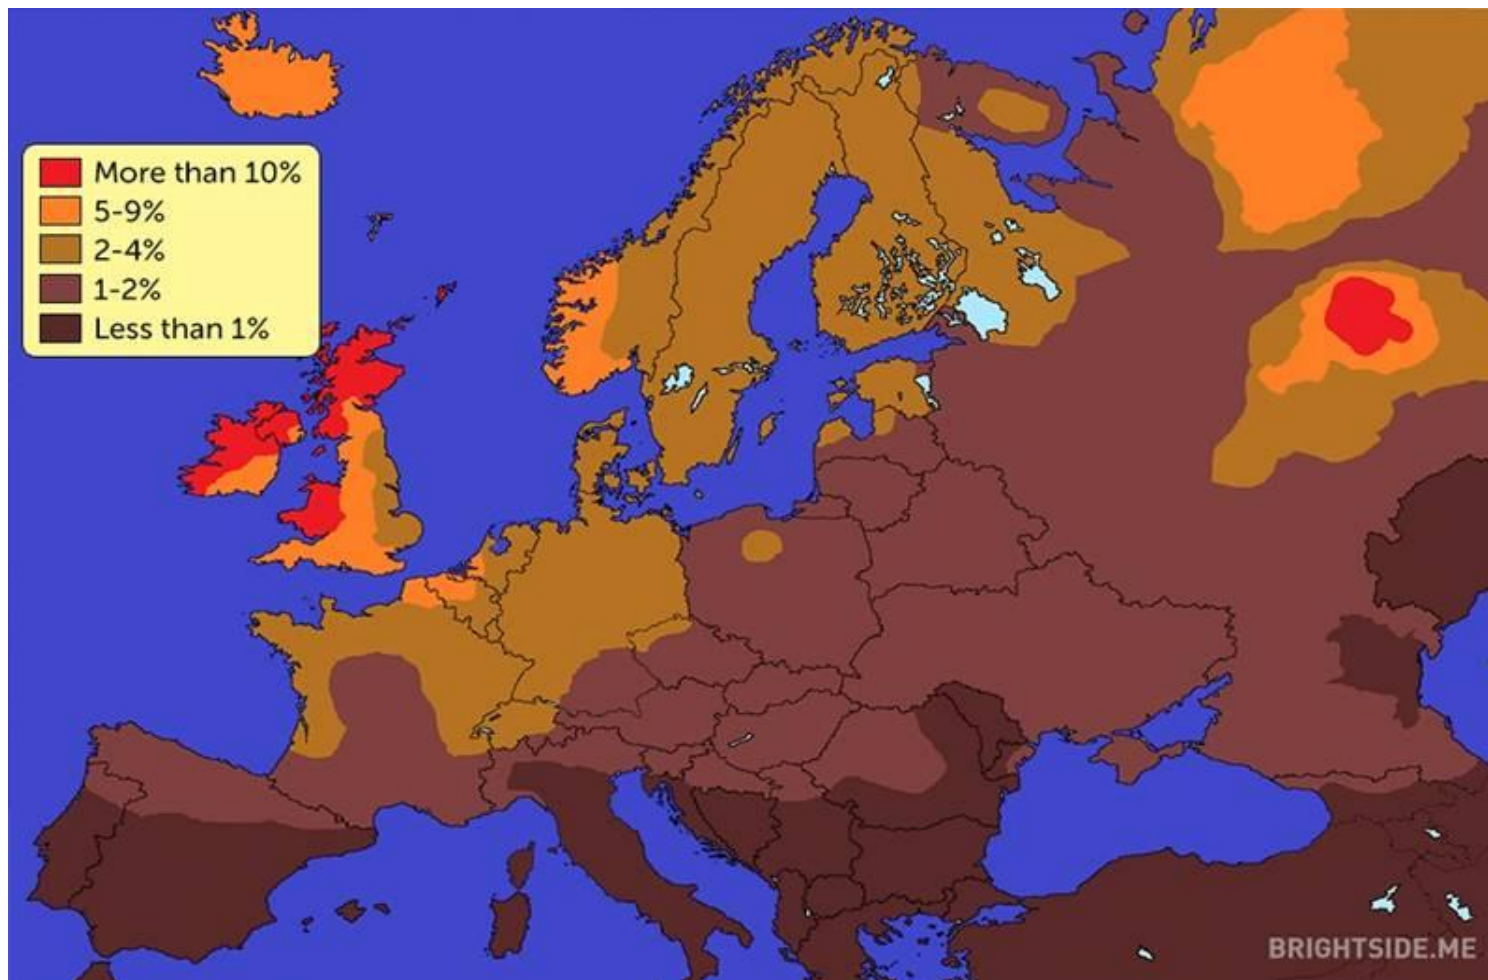 More than 10%
5-9%
2-4%
1-2%
Less than 1%
BRIGHTSIDE.ME